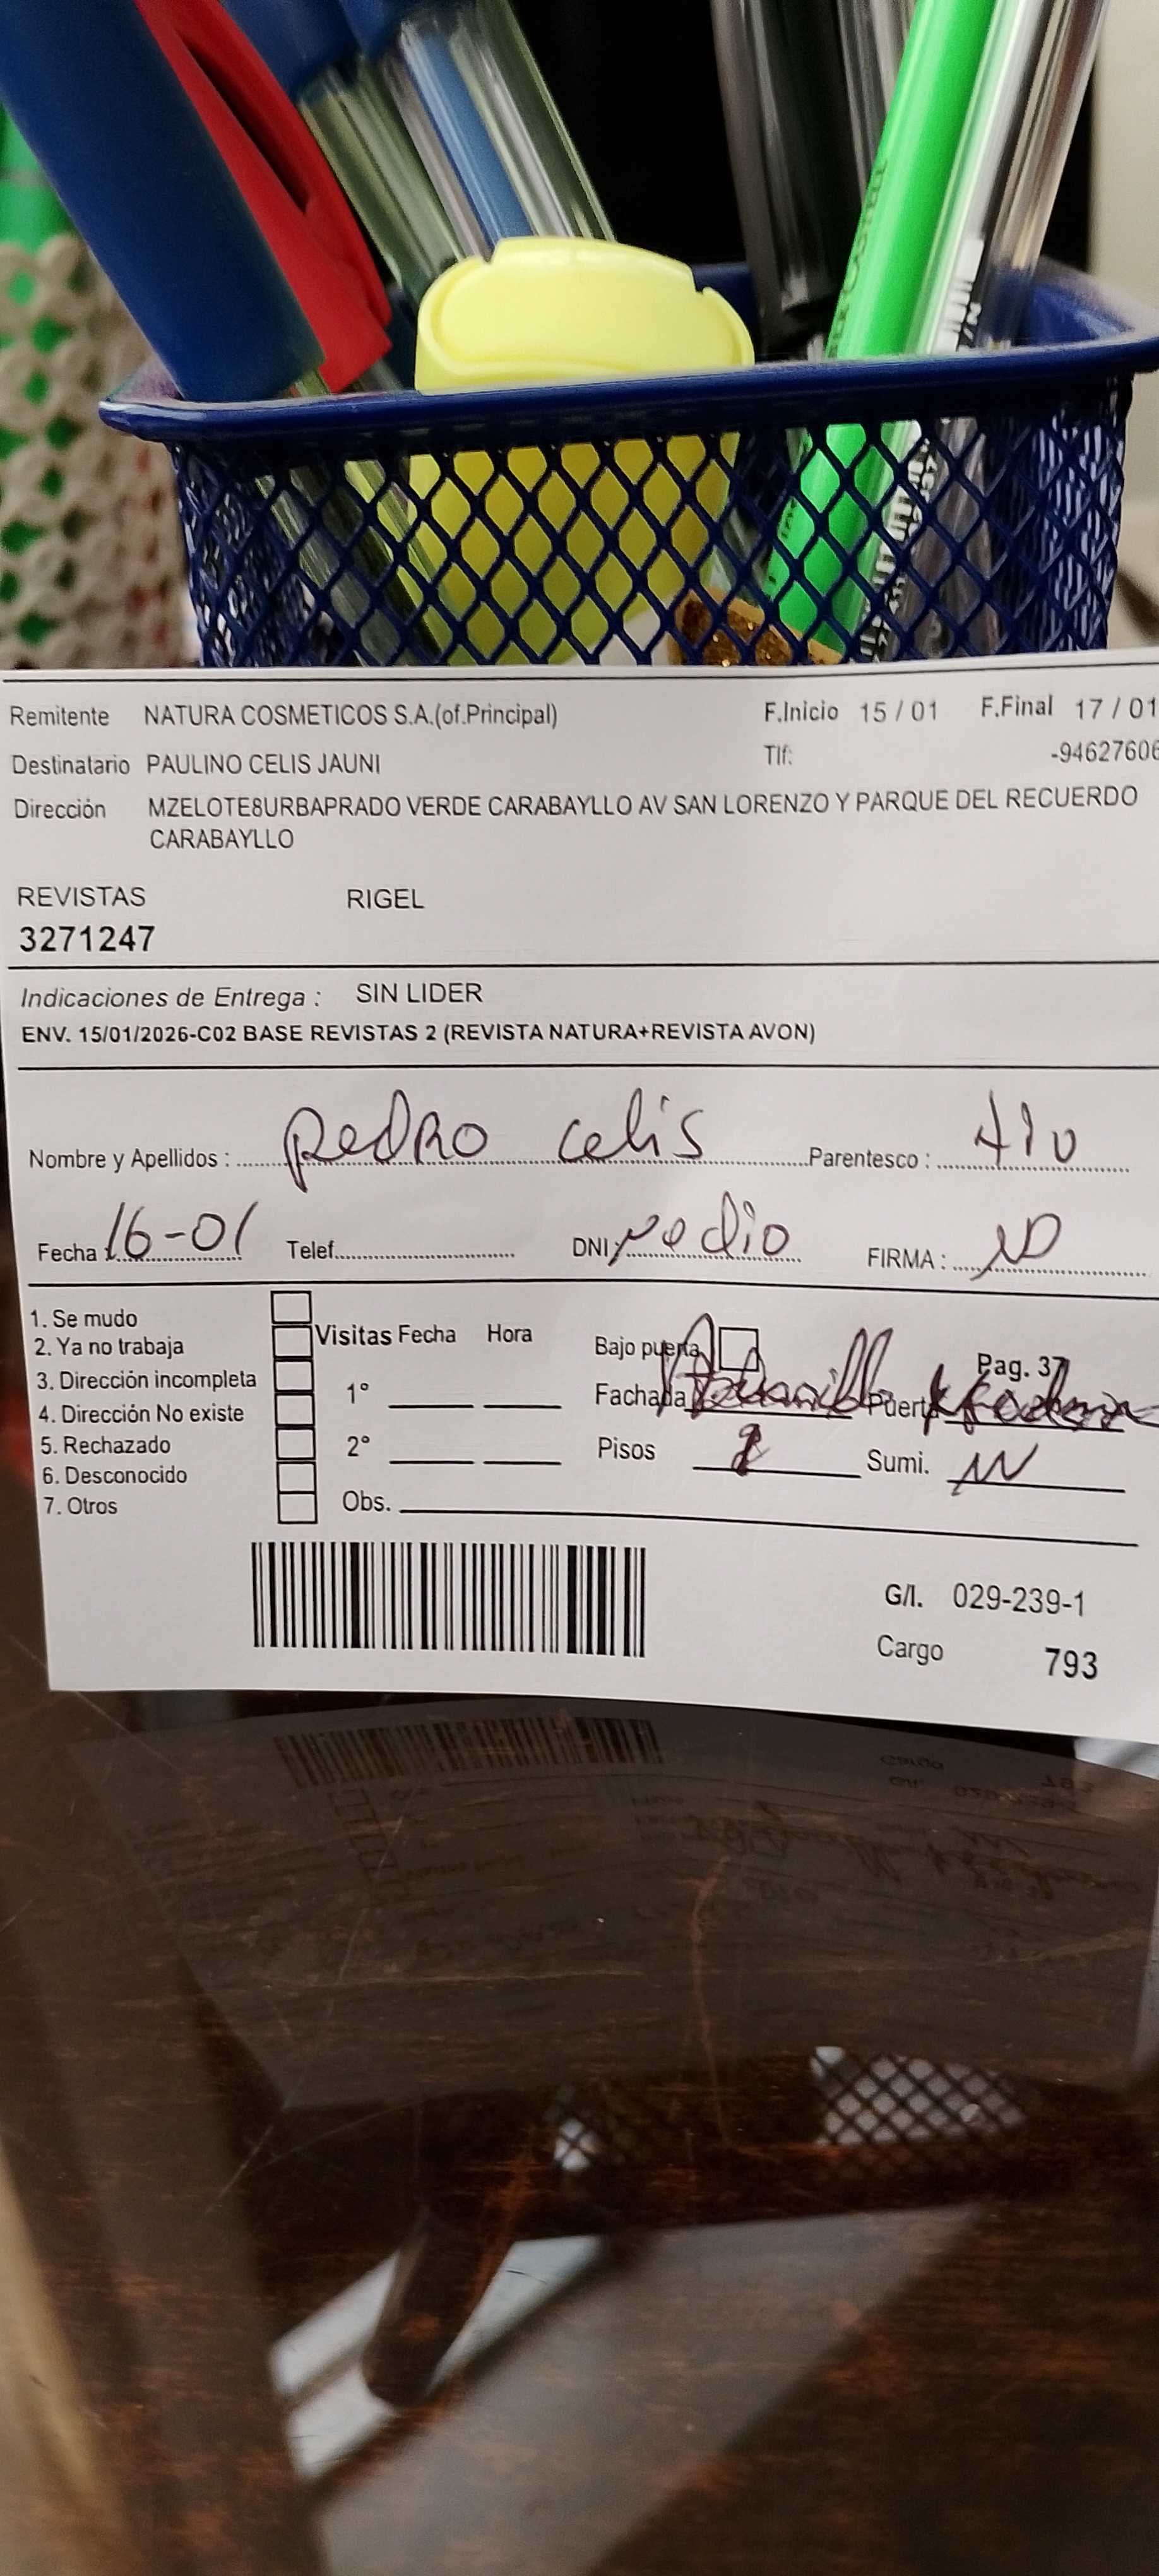 Remitente NATURA COSMETICOS S.A.(of.Principal) F.Inicio 15 / 01 F.Final 17 / 01
Destinatario PAULINO CELIS JAUNI Tlf: -94627606
Dirección MZELOTE8URBAPRADO VERDE CARABAYLLO AV SAN LORENZO Y PARQUE DEL RECUERDO
CARABAYLLO
REVISTAS RIGEL
3271247
Indicaciones de Entrega : SIN LIDER
ENV. 15/01/2026-C02 BASE REVISTAS 2 (REVISTA NATURA+REVISTA AVON)
Nombre y Apellidos : Pedro Celis Parentesco : tio
Fecha : 16-01 Telef. DNI: FIRMA :
1. Se mudo
2. Ya no trabaja Visitas Fecha Hora Bajo puerta
3. Dirección incompleta Pag. 37
4. Dirección No existe 1° Fachada Puerta
5. Rechazado 2° Pisos Sumi.
6. Desconocido
7. Otros Obs.
G/I. 029-239-1
Cargo 793